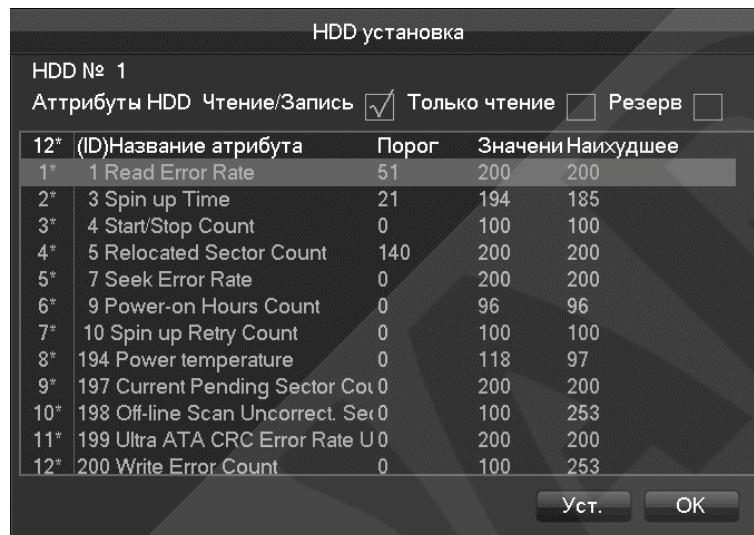 HDD установка
HDD № 1
Аттрибуты HDD Чтение/Запись Только чтение Резерв
12* (ID)Название атрибута Порог Значени Наихудшее
1* 1 Read Error Rate 51 200 200
2* 3 Spin up Time 21 194 185
3* 4 Start/Stop Count 0 100 100
4* 5 Relocated Sector Count 140 200 200
5* 7 Seek Error Rate 0 200 200
6* 9 Power-on Hours Count 0 96 96
7* 10 Spin up Retry Count 0 100 100
8* 194 Power temperature 0 118 97
9* 197 Current Pending Sector Cou 0 200 200
10* 198 Off-line Scan Uncorrect. Sec 0 100 253
11* 199 Ultra ATA CRC Error Rate U 0 200 200
12* 200 Write Error Count 0 100 253
Уст. OK